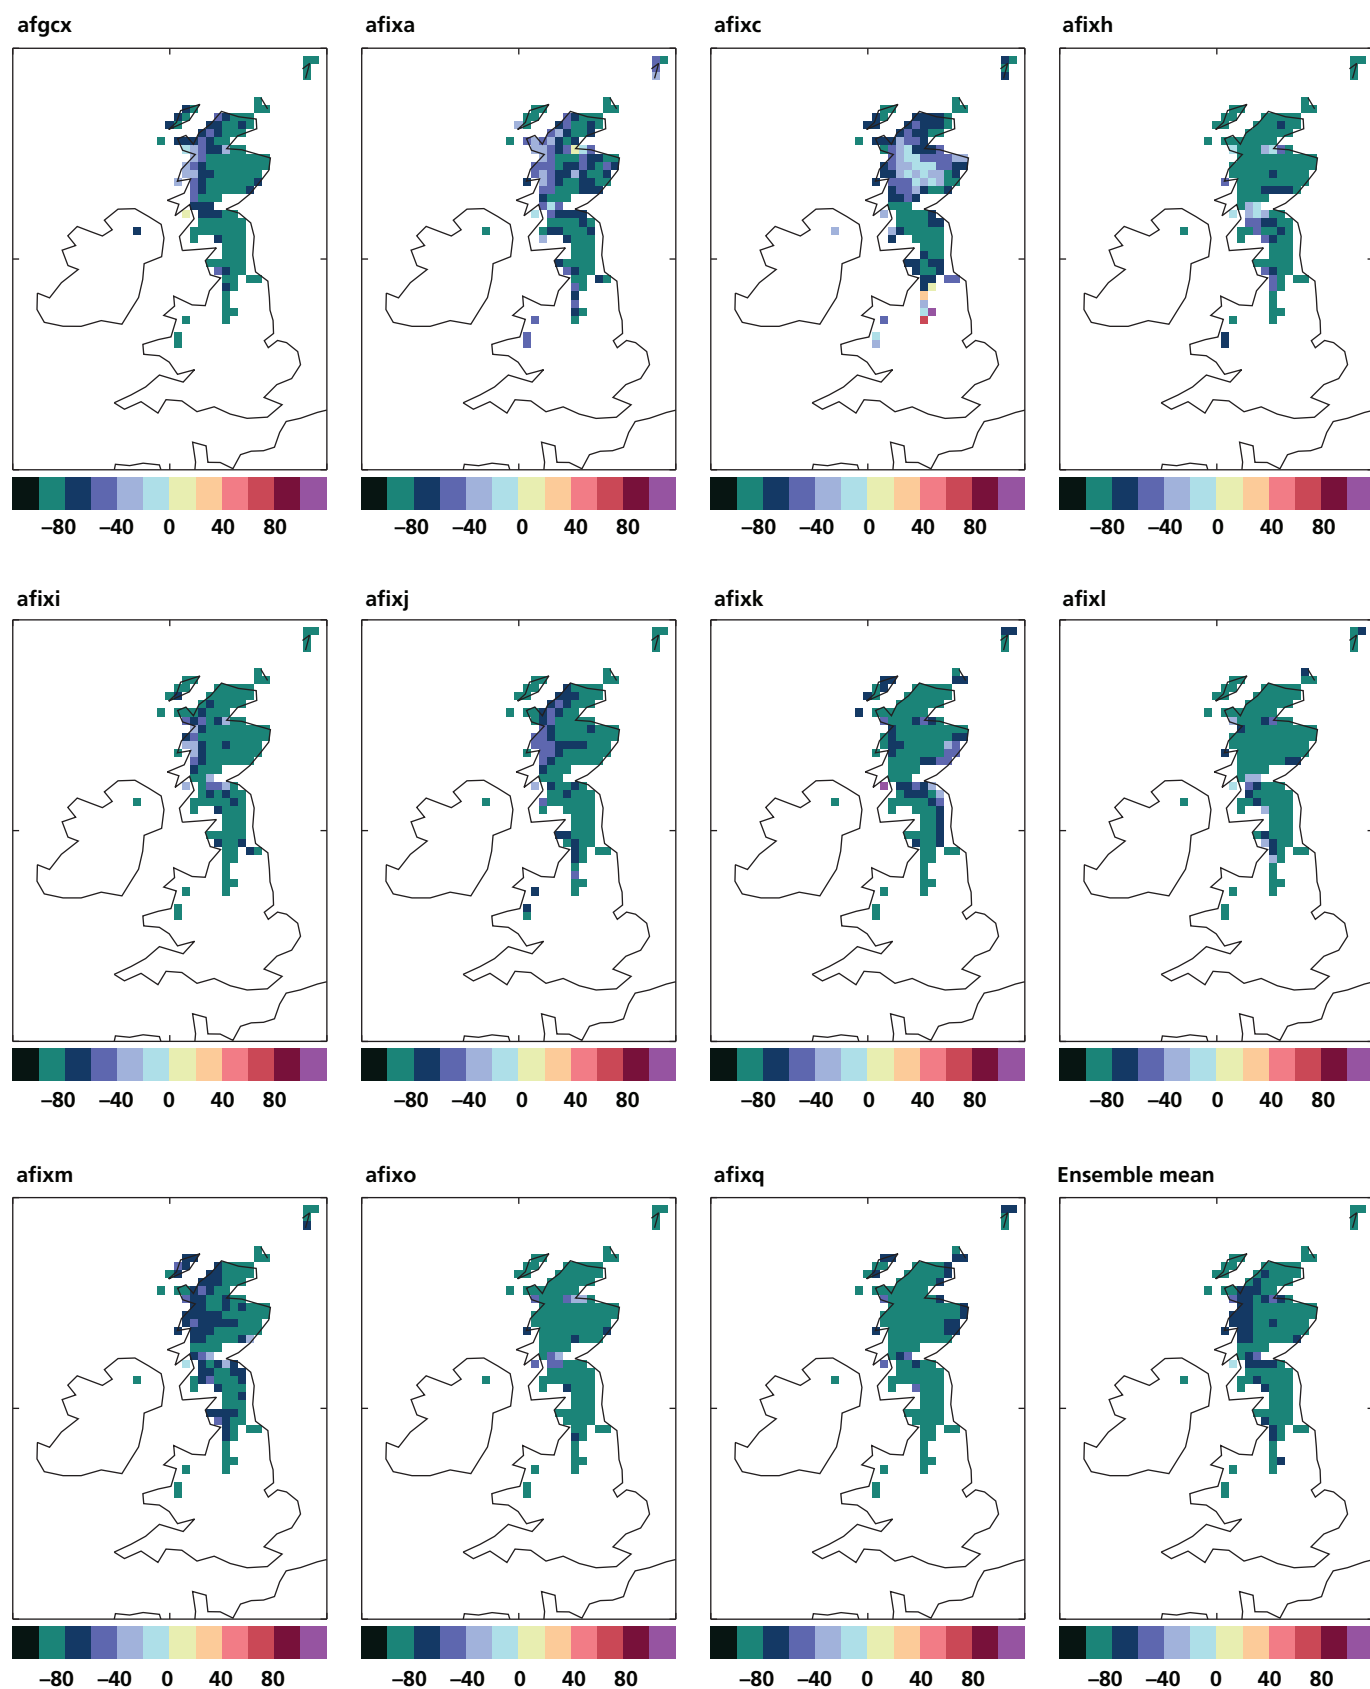 afgcx afixa afixc afixh
−80 −40 0 40 80 −80 −40 0 40 80 −80 −40 0 40 80 −80 −40 0 40 80
afixi afixj afixk afixl
−80 −40 0 40 80 −80 −40 0 40 80 −80 −40 0 40 80 −80 −40 0 40 80
afixm afixo afixq Ensemble mean
−80 −40 0 40 80 −80 −40 0 40 80 −80 −40 0 40 80 −80 −40 0 40 80